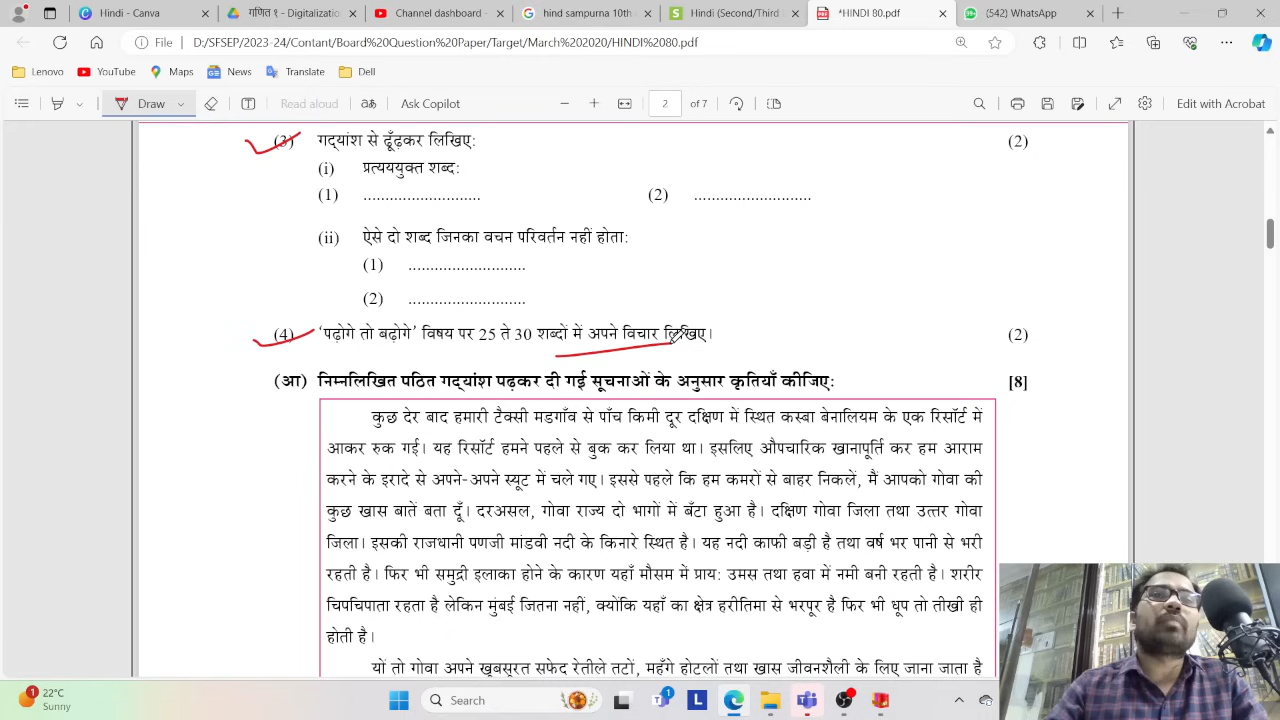 Hindi - Canva
गणित १ - Digitalizatio
Channel dashboard -
hind sampurna 10th
Hindi (Second/Third
*HINDI 80.pdf
(542) WhatsApp
File
D:/SFSEP/2023-24/Contant/Board%20Question%20Paper/Target/March%202020/HINDI%2080.pdf
Lenovo
YouTube
Maps
News
Translate
Dell
Draw
Read aloud
Ask Copilot
2
of 7
Edit with Acrobat
(3) गद्यांश से ढूँढ़कर लिखिए: (2)
(i) प्रत्यययुक्त शब्द:
(1) .......................... (2) ..........................
(ii) ऐसे दो शब्द जिनका वचन परिवर्तन नहीं होता:
(1) ..........................
(2) ..........................
(4) ‘पढ़ोगे तो बढ़ोगे’ विषय पर 25 ते 30 शब्दों में अपने विचार लिखिए। (2)
(आ) निम्नलिखित पठित गद्यांश पढ़कर दी गई सूचनाओं के अनुसार कृतियाँ कीजिए: [8]
कुछ देर बाद हमारी टैक्सी मडगाँव से पाँच किमी दूर दक्षिण में स्थित कस्बा बेनालियम के एक रिसॉर्ट में
आकर रुक गई। यह रिसॉर्ट हमने पहले से बुक कर लिया था। इसलिए औपचारिक खानापूर्ति कर हम आराम
करने के इरादे से अपने-अपने स्यूट में चले गए। इससे पहले कि हम कमरों से बाहर निकलें, मैं आपको गोवा की
कुछ खास बातें बता दूँ। दरअसल, गोवा राज्य दो भागों में बँटा हुआ है। दक्षिण गोवा जिला तथा उत्तर गोवा
जिला। इसकी राजधानी पणजी मांडवी नदी के किनारे स्थित है। यह नदी काफी बड़ी है तथा वर्ष भर पानी से भरी
रहती है। फिर भी समुद्री इलाका होने के कारण यहाँ मौसम में प्राय: उमस तथा हवा में नमी बनी रहती है। शरीर
चिपचिपाता रहता है लेकिन मुंबई जितना नहीं, क्योंकि यहाँ का क्षेत्र हरीतिमा से भरपूर है फिर भी धूप तो तीखी ही
होती है।
यों तो गोवा अपने खूबसूरत सफेद रेतीले तटों, महँगे होटलों तथा खास जीवनशैली के लिए जाना जाता है
1
22°C
Sunny
Search
1